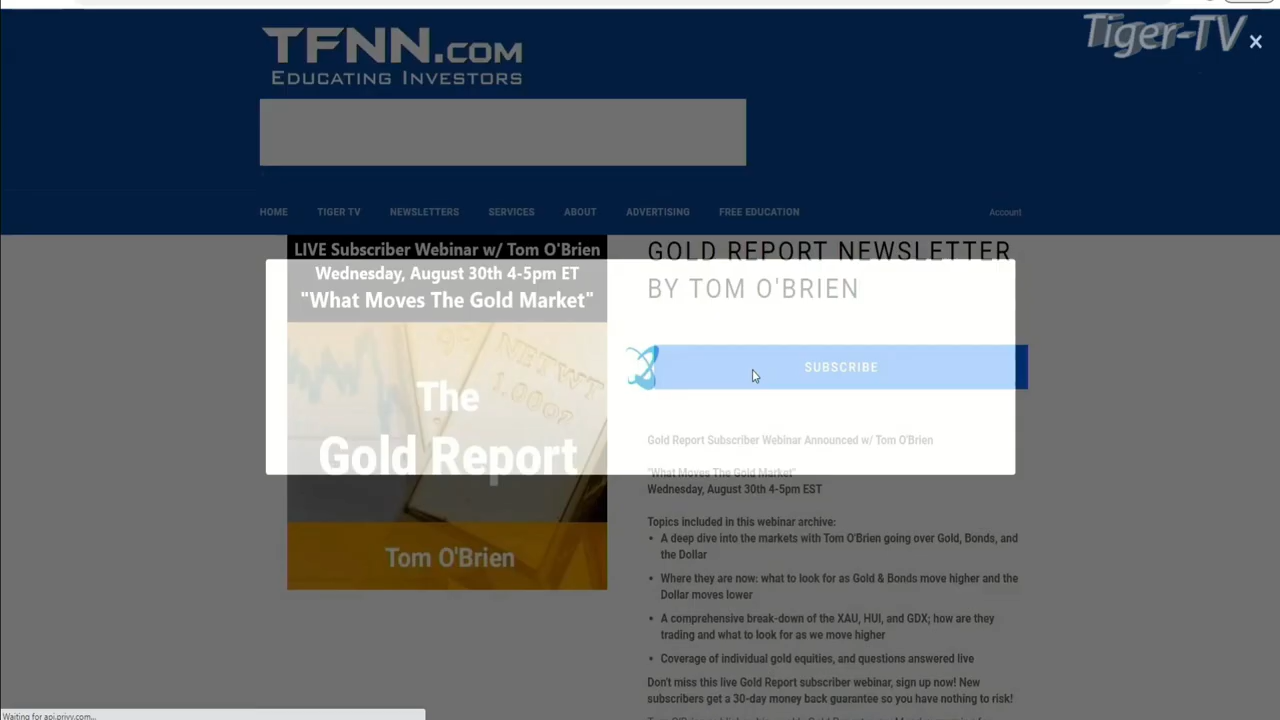 TFNN.COM
EDUCATING INVESTORS
Tiger-TV
HOME TIGER TV NEWSLETTERS SERVICES ABOUT ADVERTISING FREE EDUCATION Account
LIVE Subscriber Webinar w/ Tom O'Brien
Wednesday, August 30th 4-5pm ET
"What Moves The Gold Market"
NETWT
1.000?
The
Gold Report
Tom O'Brien
GOLD REPORT NEWSLETTER
BY TOM O'BRIEN
SUBSCRIBE
Gold Report Subscriber Webinar Announced w/ Tom O'Brien
"What Moves The Gold Market"
Wednesday, August 30th 4-5pm EST
Topics included in this webinar archive:
• A deep dive into the markets with Tom O'Brien going over Gold, Bonds, and
the Dollar
• Where they are now: what to look for as Gold & Bonds move higher and the
Dollar moves lower
• A comprehensive break-down of the XAU, HUI, and GDX; how are they
trading and what to look for as we move higher
• Coverage of individual gold equities, and questions answered live
Don't miss this live Gold Report subscriber webinar, sign up now! New
subscribers get a 30-day money back guarantee so you have nothing to risk!
Waiting for api.privy.com...